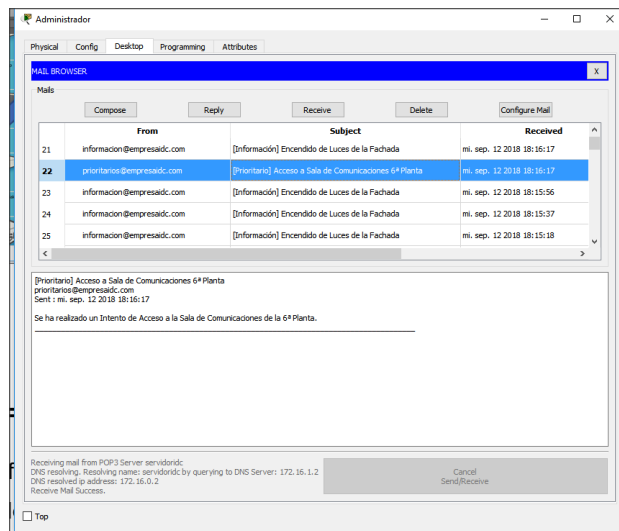 Administrador
Physical Config Desktop Programming Attributes
MAIL BROWSER X
Mails
Compose Reply Receive Delete Configure Mail
From Subject Received
21 informacion@empresaidc.com [Información] Encendido de Luces de la Fachada mi. sep. 12 2018 18:16:17
22 prioritarios@empresaidc.com [Prioritario] Acceso a Sala de Comunicaciones 6ª Planta mi. sep. 12 2018 18:16:17
23 informacion@empresaidc.com [Información] Encendido de Luces de la Fachada mi. sep. 12 2018 18:15:56
24 informacion@empresaidc.com [Información] Encendido de Luces de la Fachada mi. sep. 12 2018 18:15:37
25 informacion@empresaidc.com [Información] Encendido de Luces de la Fachada mi. sep. 12 2018 18:15:18
[Prioritario] Acceso a Sala de Comunicaciones 6ª Planta
prioritarios@empresaidc.com
Sent : mi. sep. 12 2018 18:16:17
Se ha realizado un Intento de Acceso a la Sala de Comunicaciones de la 6ª Planta.
Receiving mail from POP3 Server servidoridc
DNS resolving. Resolving name: servidoridc by querying to DNS Server: 172.16.1.2
DNS resolved ip address: 172.16.0.2
Receive Mail Success.
Cancel
Send/Receive
Top